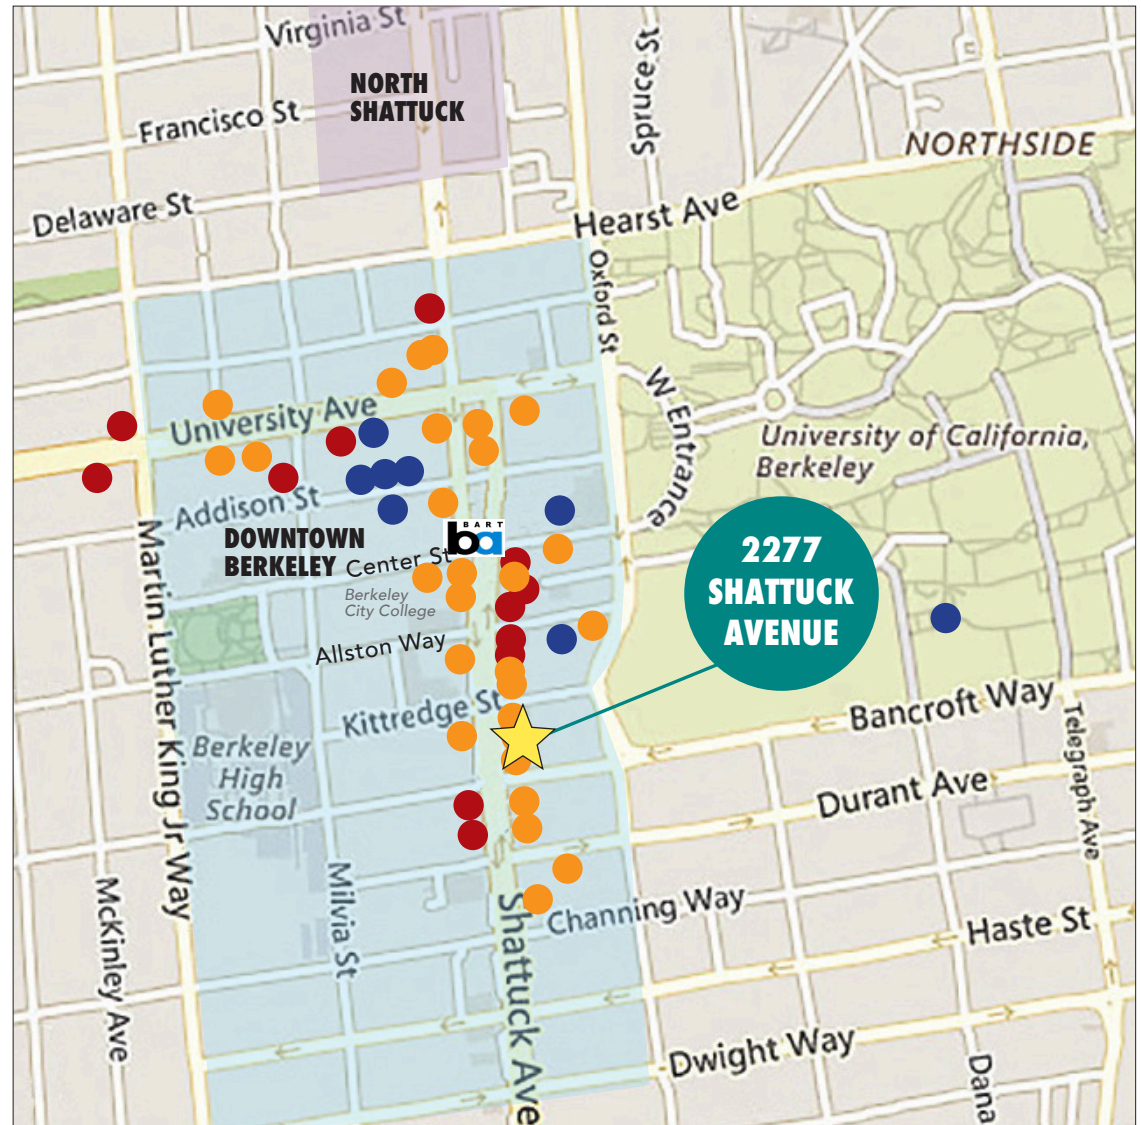 Virginia St
NORTH
SHATTUCK
Francisco St
Spruce St
NORTHSIDE
Delaware St
Hearst Ave
Oxford St
W Entrance
University Ave
University of California,
Berkeley
Addison St
DOWNTOWN
BERKELEY
BART
ba
Center St
Berkeley
City College
Allston Way
2277
SHATTUCK
AVENUE
Martin Luther King Jr Way
Kittredge St
Bancroft Way
Telegraph Ave
Berkeley
High
School
Durant Ave
McKinley Ave
Milvia St
Shattuck Ave
Channing Way
Haste St
Dwight Way
Dana